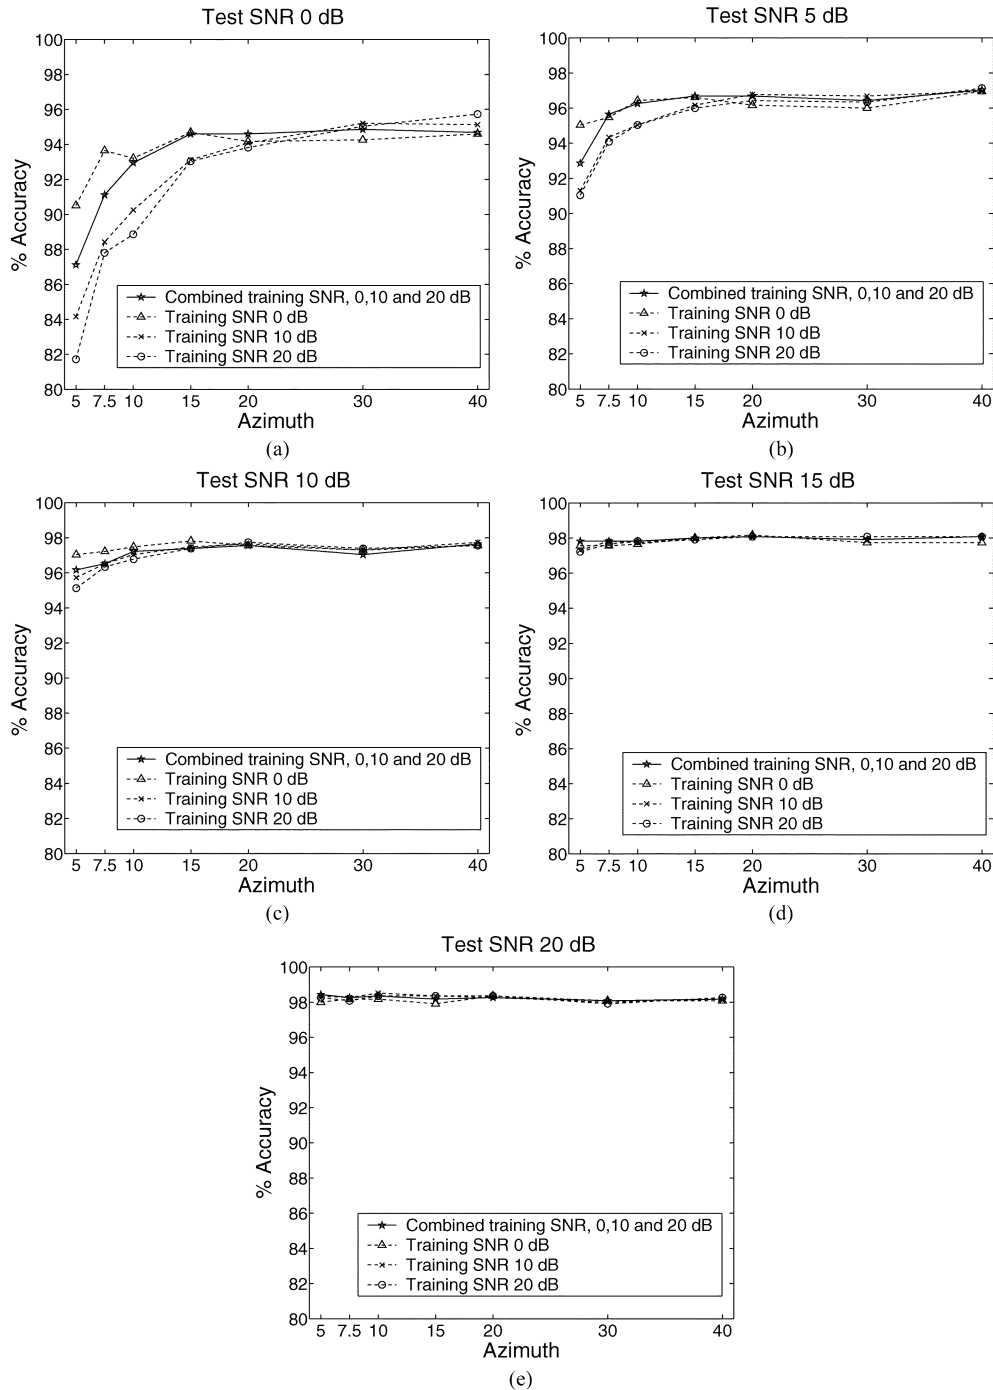 Test SNR 0 dB
100
98
96
94
92
90
88
86
84
82
80
% Accuracy
Combined training SNR, 0,10 and 20 dB
Training SNR 0 dB
Training SNR 10 dB
Training SNR 20 dB
5 7.5 10 15 20 30 40
Azimuth
(a)
Test SNR 5 dB
100
98
96
94
92
90
88
86
84
82
80
% Accuracy
Combined training SNR, 0,10 and 20 dB
Training SNR 0 dB
Training SNR 10 dB
Training SNR 20 dB
5 7.5 10 15 20 30 40
Azimuth
(b)
Test SNR 10 dB
100
98
96
94
92
90
88
86
84
82
80
% Accuracy
Combined training SNR, 0,10 and 20 dB
Training SNR 0 dB
Training SNR 10 dB
Training SNR 20 dB
5 7.5 10 15 20 30 40
Azimuth
(c)
Test SNR 15 dB
100
98
96
94
92
90
88
86
84
82
80
% Accuracy
Combined training SNR, 0,10 and 20 dB
Training SNR 0 dB
Training SNR 10 dB
Training SNR 20 dB
5 7.5 10 15 20 30 40
Azimuth
(d)
Test SNR 20 dB
100
98
96
94
92
90
88
86
84
82
80
% Accuracy
Combined training SNR, 0,10 and 20 dB
Training SNR 0 dB
Training SNR 10 dB
Training SNR 20 dB
5 7.5 10 15 20 30 40
Azimuth
(e)